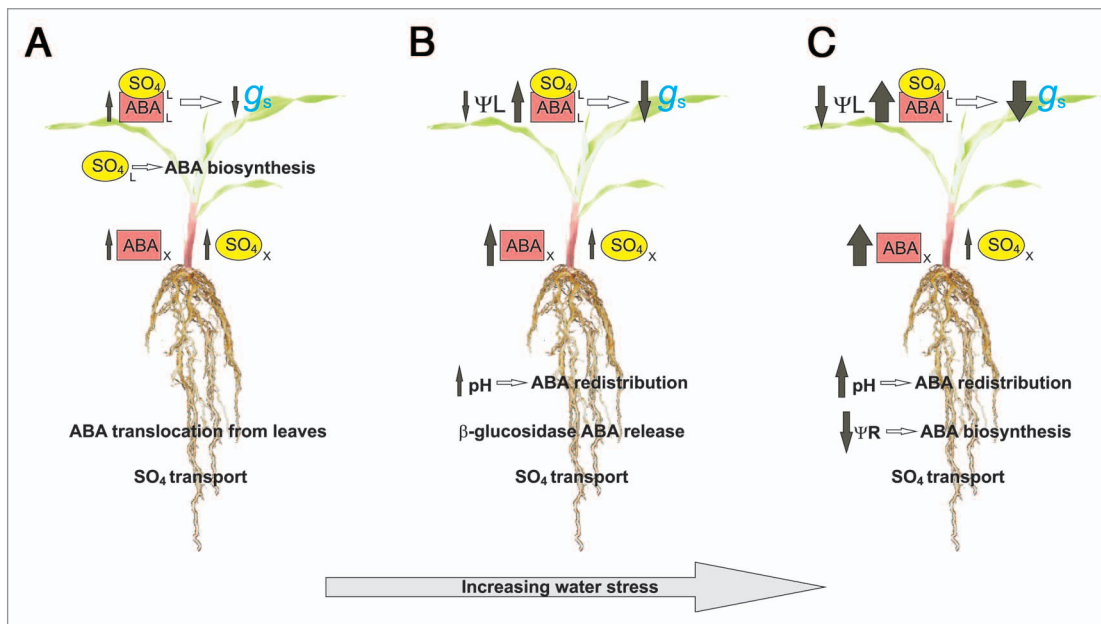 A
SO₄ L
ABA L
gs
SO₄ L ABA biosynthesis
ABA X SO₄ X
ABA translocation from leaves
SO₄ transport
B
ΨL
SO₄ L
ABA L
gs
ABA X SO₄ X
pH ABA redistribution
β-glucosidase ABA release
SO₄ transport
C
ΨL
SO₄ L
ABA L
gs
ABA X SO₄ X
pH ABA redistribution
ΨR ABA biosynthesis
SO₄ transport
Increasing water stress